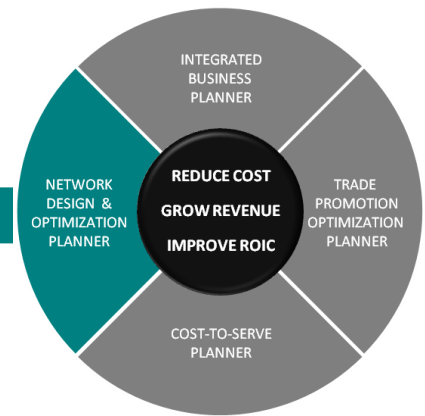 INTEGRATED
BUSINESS
PLANNER
NETWORK
DESIGN &
OPTIMIZATION
PLANNER
REDUCE COST
GROW REVENUE
IMPROVE ROIC
TRADE
PROMOTION
OPTIMIZATION
PLANNER
COST-TO-SERVE
PLANNER